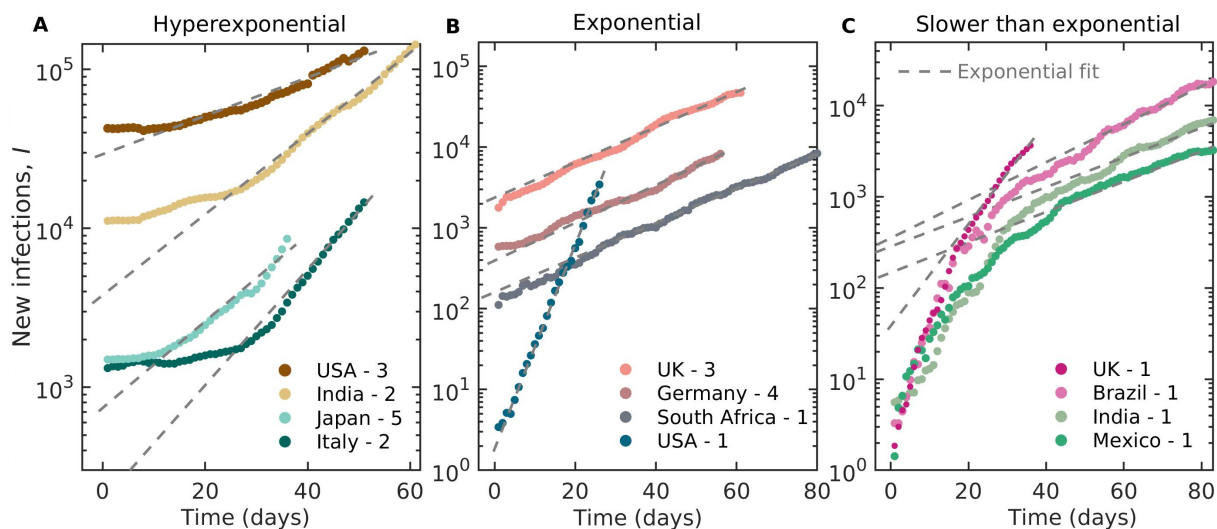 A Hyperexponential
New infections, I
10^5
10^4
10^3
0 20 40 60
Time (days)
USA - 3
India - 2
Japan - 5
Italy - 2
B Exponential
10^5
10^4
10^3
10^2
10^1
10^0
0 20 40 60 80
Time (days)
UK - 3
Germany - 4
South Africa - 1
USA - 1
C Slower than exponential
Exponential fit
10^4
10^3
10^2
10^1
10^0
0 20 40 60 80
Time (days)
UK - 1
Brazil - 1
India - 1
Mexico - 1